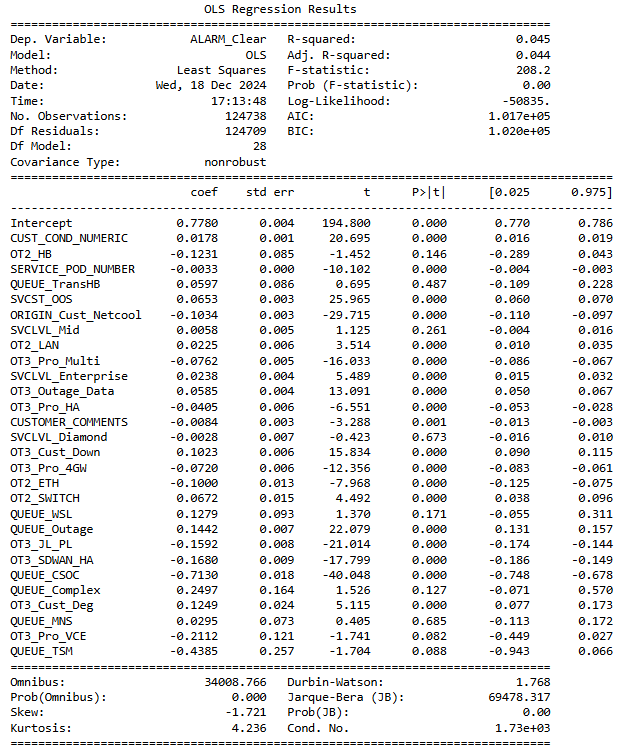 OLS Regression Results
==============================================================================
Dep. Variable: ALARM_Clear R-squared: 0.045
Model: OLS Adj. R-squared: 0.044
Method: Least Squares F-statistic: 208.2
Date: Wed, 18 Dec 2024 Prob (F-statistic): 0.00
Time: 17:13:48 Log-Likelihood: -50835.
No. Observations: 124738 AIC: 1.017e+05
Df Residuals: 124709 BIC: 1.020e+05
Df Model: 28
Covariance Type: nonrobust
==============================================================================
coef std err t P>|t| [0.025 0.975]
------------------------------------------------------------------------------
Intercept 0.7780 0.004 194.800 0.000 0.770 0.786
CUST_COND_NUMERIC 0.0178 0.001 20.695 0.000 0.016 0.019
OT2_HB -0.1231 0.085 -1.452 0.146 -0.289 0.043
SERVICE_POD_NUMBER -0.0033 0.000 -10.102 0.000 -0.004 -0.003
QUEUE_TransHB 0.0597 0.086 0.695 0.487 -0.109 0.228
SVCST_OOS 0.0653 0.003 25.965 0.000 0.060 0.070
ORIGIN_Cust_Netcool -0.1034 0.003 -29.715 0.000 -0.110 -0.097
SVCLVL_Mid 0.0058 0.005 1.125 0.261 -0.004 0.016
OT2_LAN 0.0225 0.006 3.514 0.000 0.010 0.035
OT3_Pro_Multi -0.0762 0.005 -16.033 0.000 -0.086 -0.067
SVCLVL_Enterprise 0.0238 0.004 5.489 0.000 0.015 0.032
OT3_Outage_Data 0.0585 0.004 13.091 0.000 0.050 0.067
OT3_Pro_HA -0.0405 0.006 -6.551 0.000 -0.053 -0.028
CUSTOMER_COMMENTS -0.0084 0.003 -3.288 0.001 -0.013 -0.003
SVCLVL_Diamond -0.0028 0.007 -0.423 0.673 -0.016 0.010
OT3_Cust_Down 0.1023 0.006 15.834 0.000 0.090 0.115
OT3_Pro_4GW -0.0720 0.006 -12.356 0.000 -0.083 -0.061
OT2_ETH -0.1000 0.013 -7.968 0.000 -0.125 -0.075
OT2_SWITCH 0.0672 0.015 4.492 0.000 0.038 0.096
QUEUE_WSL 0.1279 0.093 1.370 0.171 -0.055 0.311
QUEUE_Outage 0.1442 0.007 22.079 0.000 0.131 0.157
OT3_JL_PL -0.1592 0.008 -21.014 0.000 -0.174 -0.144
OT3_SDWAN_HA -0.1680 0.009 -17.799 0.000 -0.186 -0.149
QUEUE_CSOC -0.7130 0.018 -40.048 0.000 -0.748 -0.678
QUEUE_Complex 0.2497 0.164 1.526 0.127 -0.071 0.570
OT3_Cust_Deg 0.1249 0.024 5.115 0.000 0.077 0.173
QUEUE_MNS 0.0295 0.073 0.405 0.685 -0.113 0.172
OT3_Pro_VCE -0.2112 0.121 -1.741 0.082 -0.449 0.027
QUEUE_TSM -0.4385 0.257 -1.704 0.088 -0.943 0.066
==============================================================================
Omnibus: 34008.766 Durbin-Watson: 1.768
Prob(Omnibus): 0.000 Jarque-Bera (JB): 69478.317
Skew: -1.721 Prob(JB): 0.00
Kurtosis: 4.236 Cond. No. 1.73e+03
==============================================================================